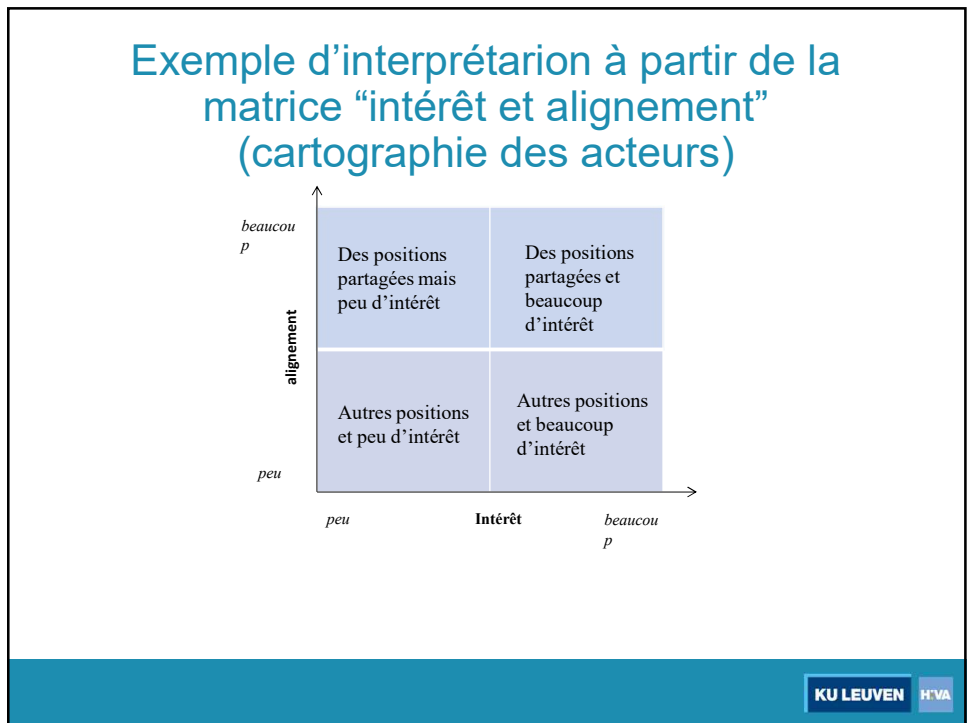 Exemple d’interprétarion à partir de la
matrice “intérêt et alignement”
(cartographie des acteurs)
beaucou
p
Des positions
partagées mais
peu d’intérêt
Des positions
partagées et
beaucoup
d’intérêt
alignement
Autres positions
et peu d’intérêt
Autres positions
et beaucoup
d’intérêt
peu
peu
Intérêt
beaucou
p
KU LEUVEN
HIVA